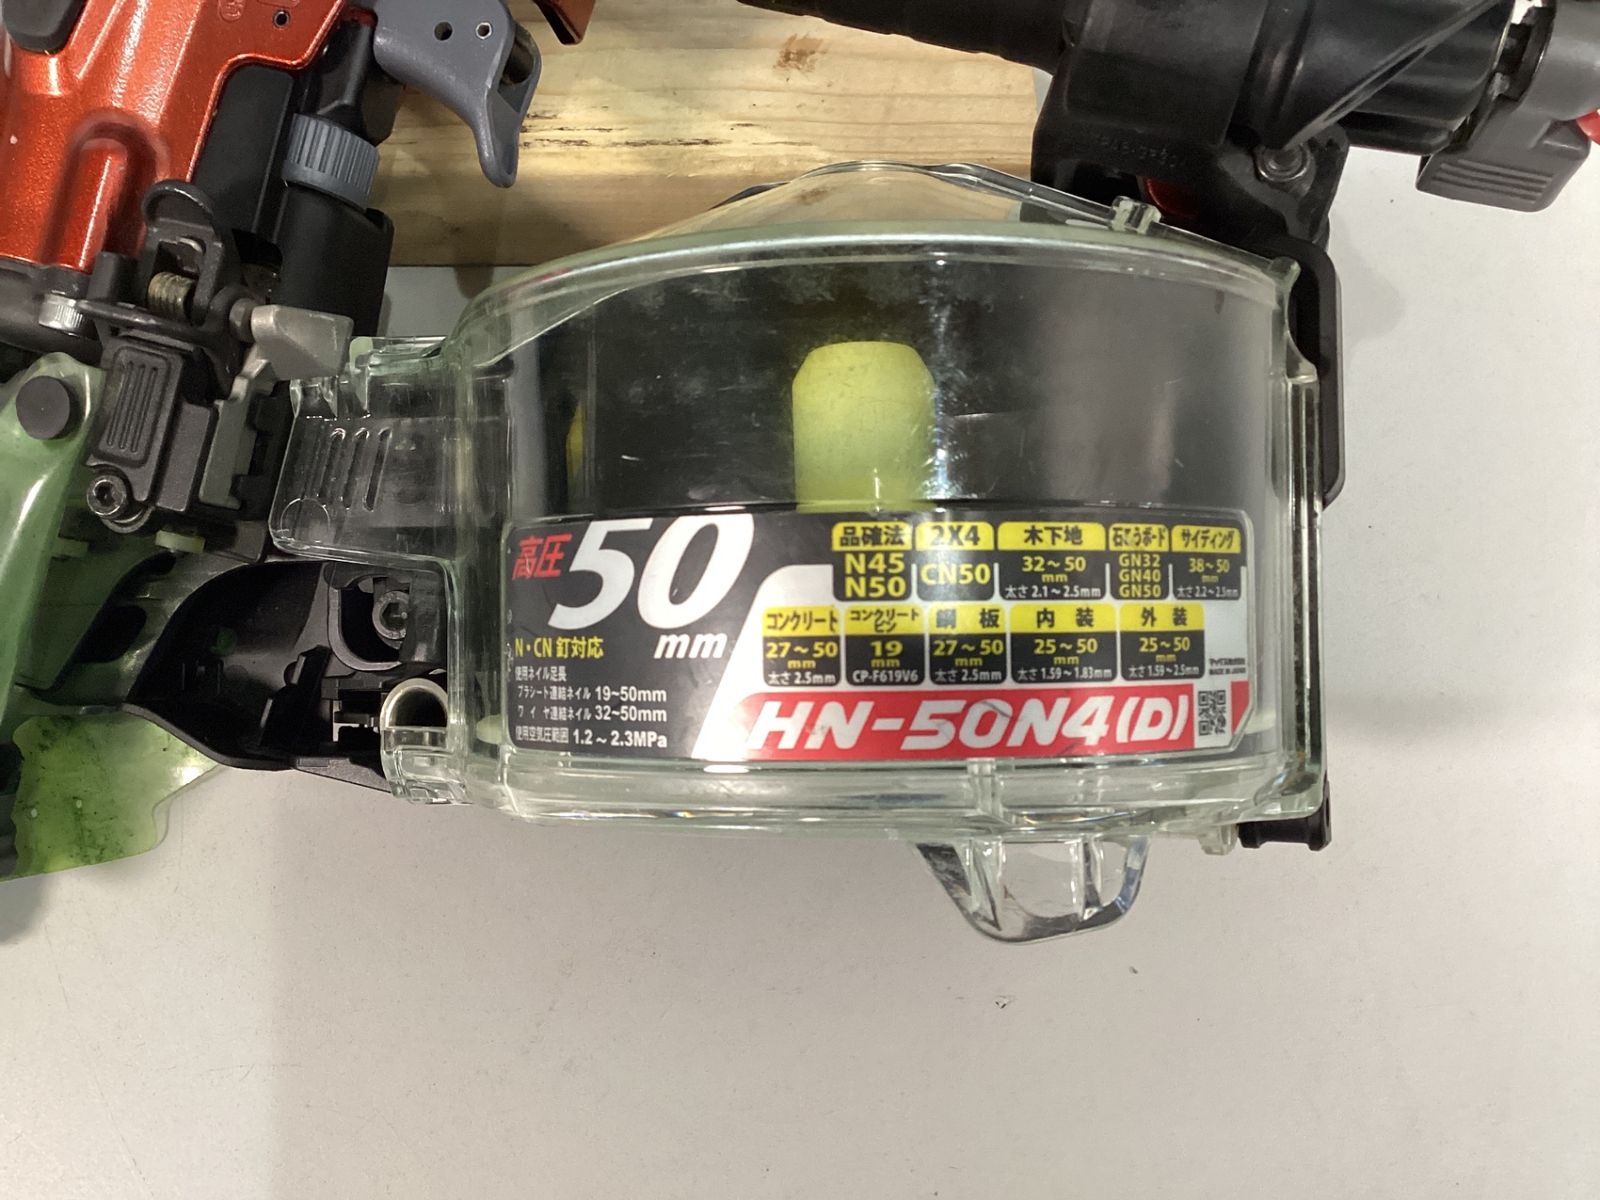 高圧 50 mm
N・CN 釘対応
使用ネイル足長
プラシート連結ネイル 19~50mm
ワイヤ連結ネイル 32~50mm
使用空気圧範囲 1.2~2.3MPa
品確法 2X4 木下地 石こうボード サイディング
N45 N50 CN50 32~50 mm 太さ 2.1~2.5mm GN32 GN40 GN50 38~50 mm 太さ 2.2~2.5mm
コンクリート コンクリートピン 鋼板 内装 外装
27~50 mm 太さ 2.5mm 19 mm CP-F619V6 27~50 mm 太さ 2.5mm 25~50 mm 太さ 1.59~1.83mm 25~50 mm 太さ 1.59~2.5mm
MADE IN JAPAN
HN-50N4(D)